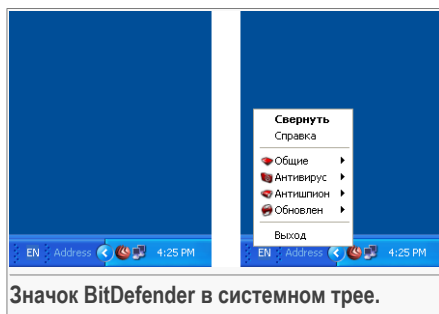 Свернуть
Справка
Общие
Антивирус
Антишпион
Обновлен
Выход
EN Address 4:25 PM
EN Address 4:25 PM
Значок BitDefender в системном трее.